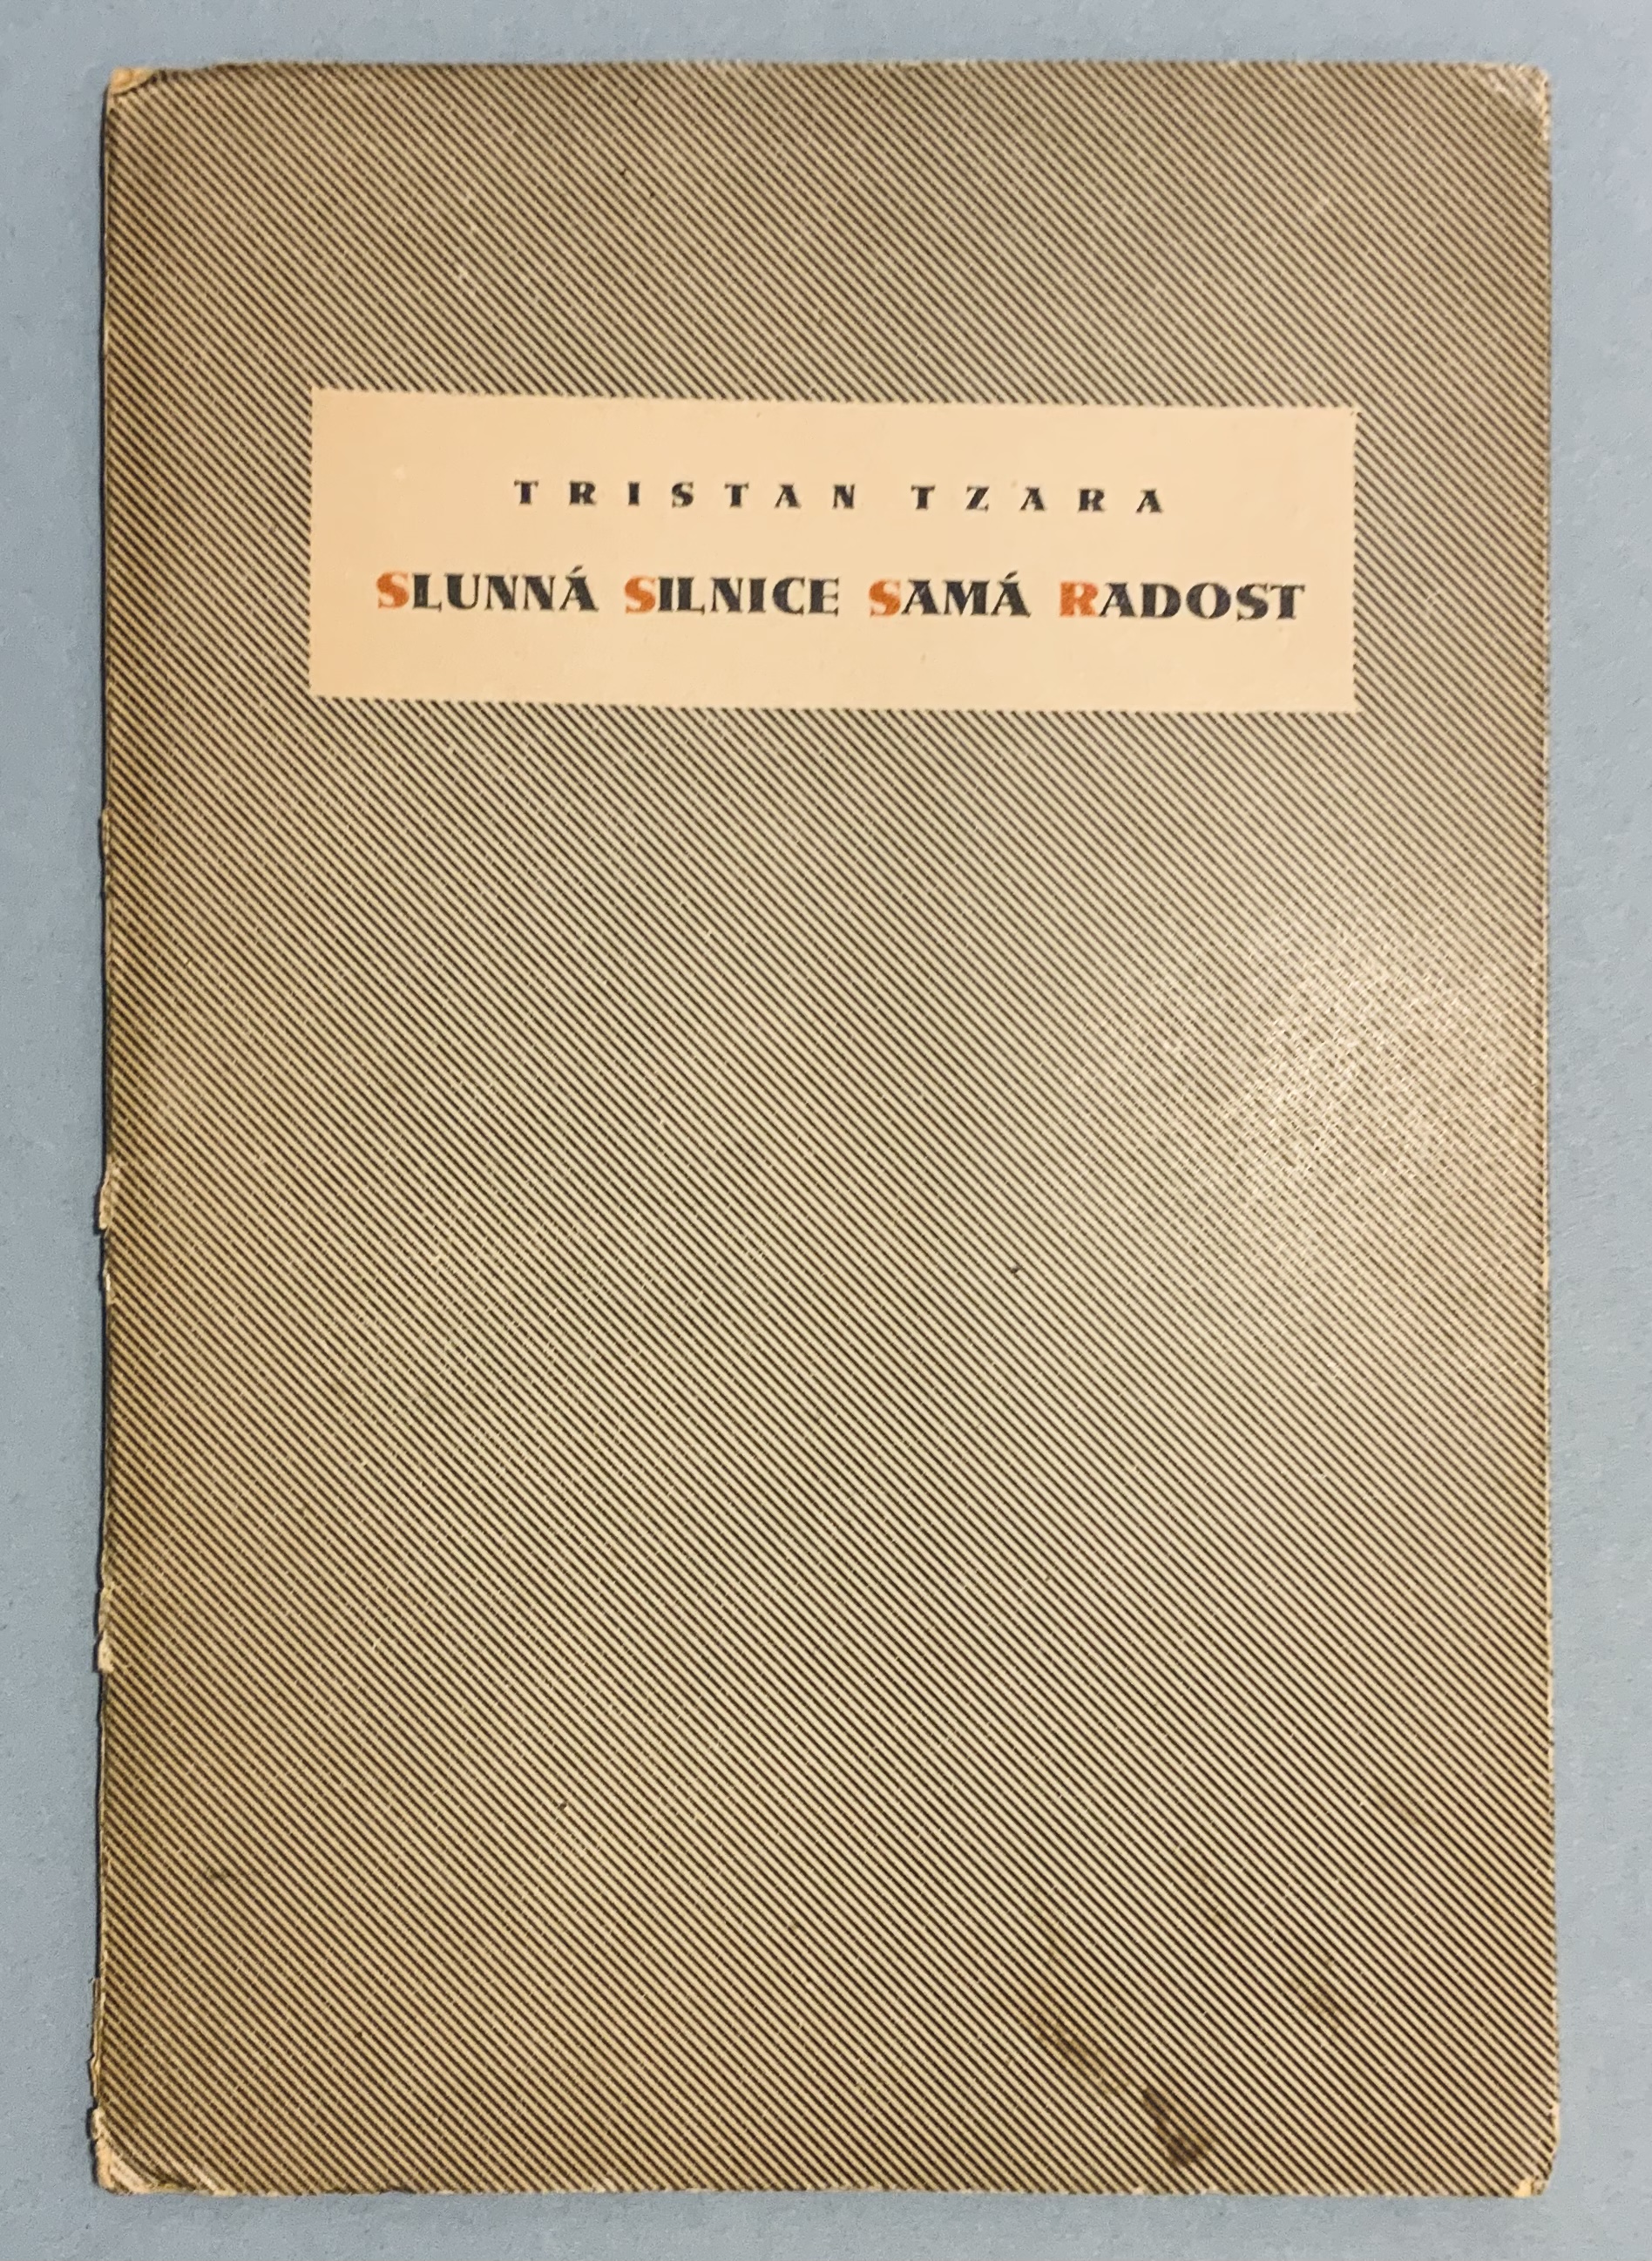 TRISTAN TZARA
SLUNNÁ SILNICE SAMÁ RADOST